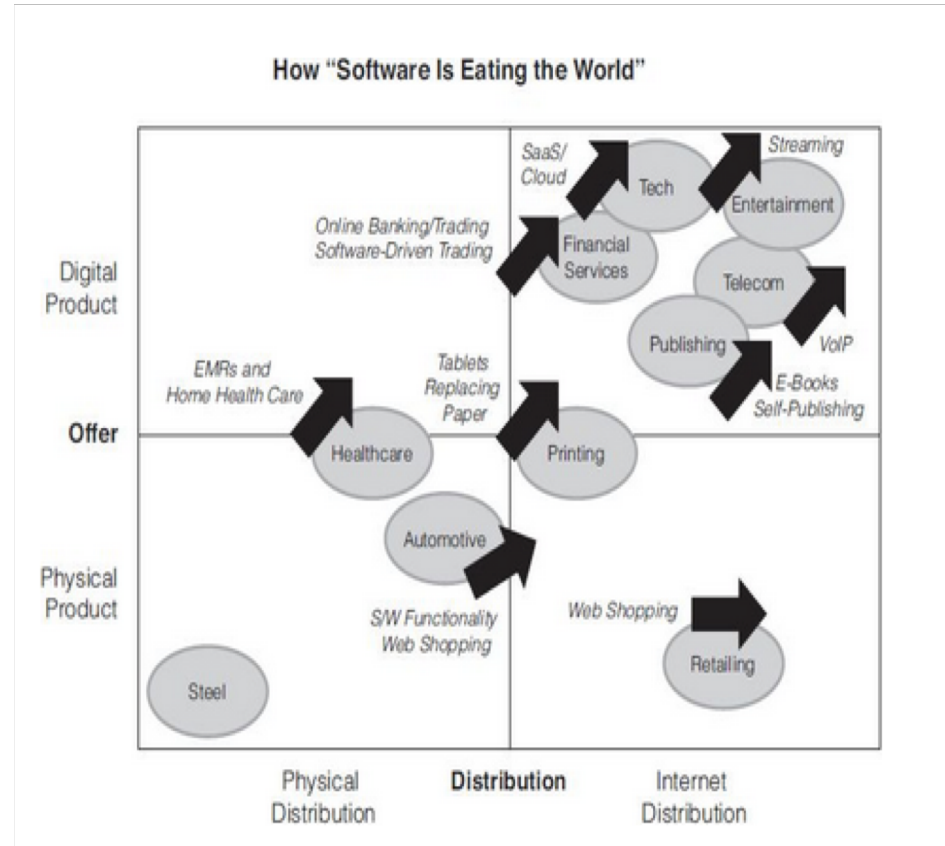 How “Software Is Eating the World”
SaaS/
Cloud
Streaming
Tech
Entertainment
Online Banking/Trading
Software-Driven Trading
Financial
Services
Digital
Product
Telecom
Publishing
VoIP
EMRs and
Home Health Care
Tablets
Replacing
Paper
E-Books
Self-Publishing
Offer
Healthcare
Printing
Automotive
Physical
Product
S/W Functionality
Web Shopping
Web Shopping
Retailing
Steel
Physical
Distribution
Distribution
Internet
Distribution